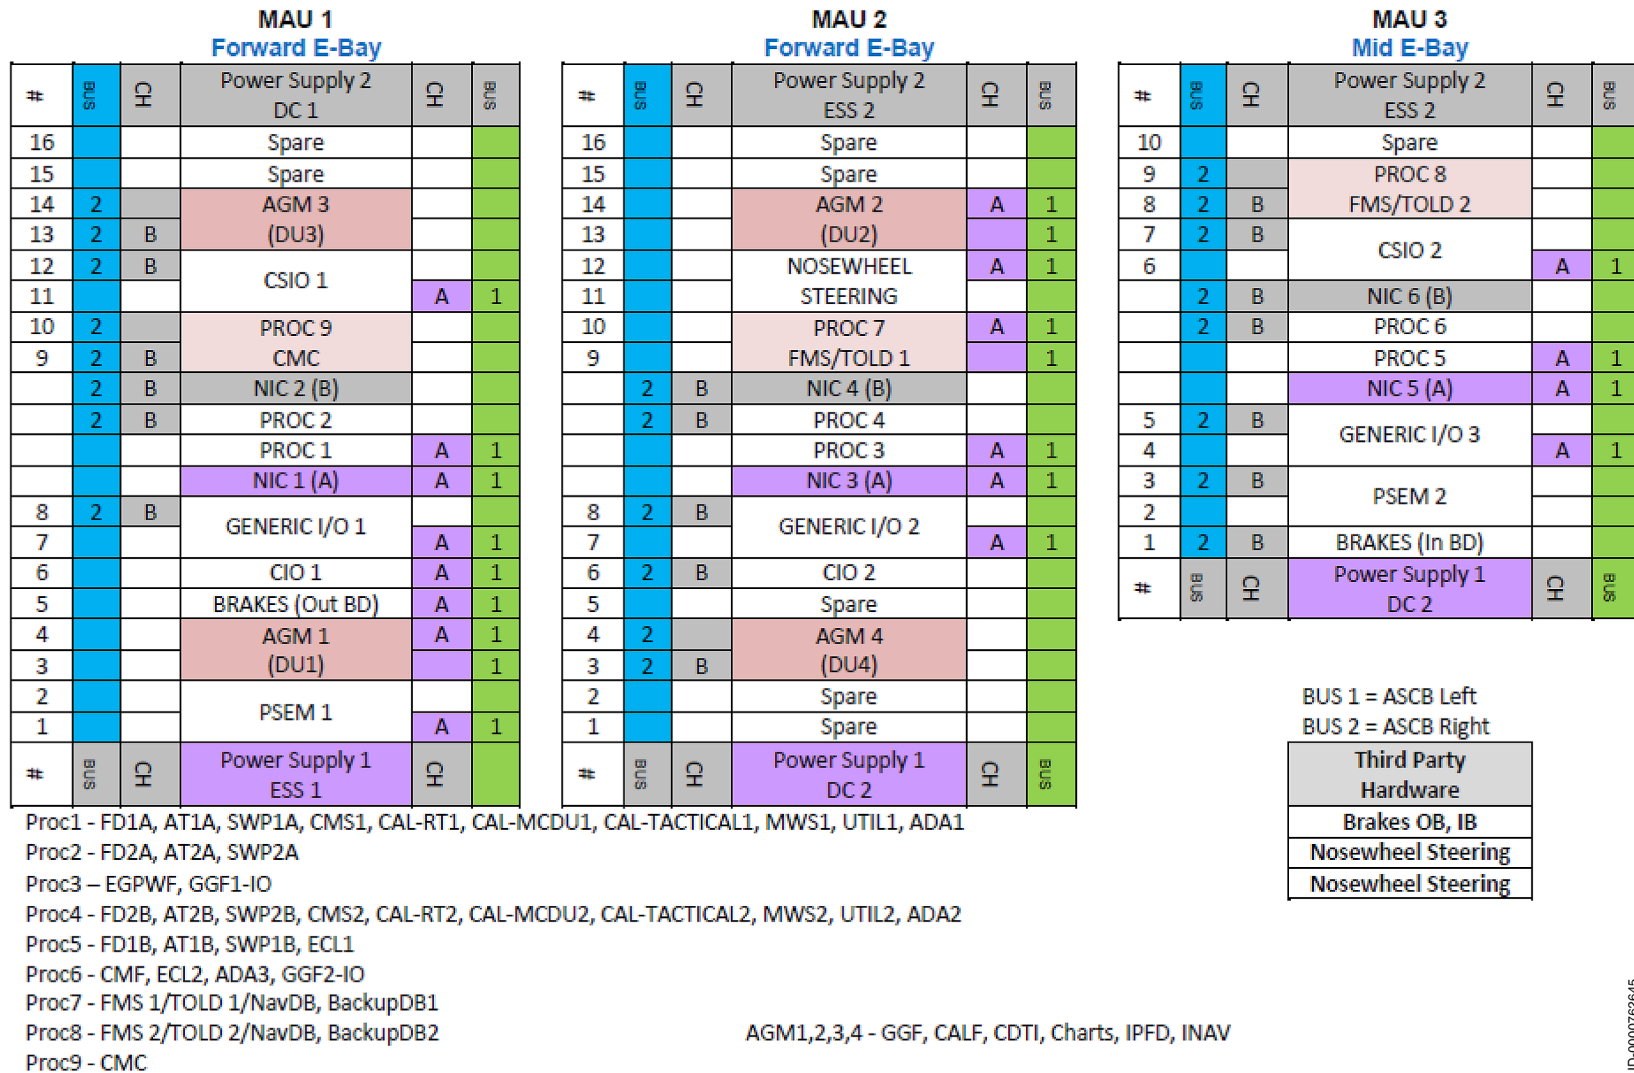 MAU 1 MAU 2 MAU 3
Forward E-Bay Forward E-Bay Mid E-Bay
# BUS CH Power Supply 2 CH BUS # BUS CH Power Supply 2 CH BUS # BUS CH Power Supply 2 CH BUS
DC 1 ESS 2 ESS 2
16 Spare 16 Spare 10 Spare
15 Spare 15 Spare 9 2 PROC 8
14 2 AGM 3 14 AGM 2 A 1 8 2 B FMS/TOLD 2
13 2 B (DU3) 13 (DU2) 1 7 2 B CSIO 2
12 2 B CSIO 1 12 NOSEWHEEL A 1 6 A 1
11 A 1 11 STEERING 2 B NIC 6 (B)
10 2 PROC 9 10 PROC 7 A 1 2 B PROC 6
9 2 B CMC 9 FMS/TOLD 1 1 PROC 5 A 1
2 B NIC 2 (B) 2 B NIC 4 (B) NIC 5 (A) A 1
2 B PROC 2 2 B PROC 4 5 2 B GENERIC I/O 3
PROC 1 A 1 PROC 3 A 1 4 A 1
NIC 1 (A) A 1 NIC 3 (A) A 1 3 2 B PSEM 2
8 2 B GENERIC I/O 1 8 2 B GENERIC I/O 2 2
7 A 1 7 A 1 1 2 B BRAKES (In BD)
6 CIO 1 A 1 6 2 B CIO 2 # BUS CH Power Supply 1 CH BUS
5 BRAKES (Out BD) A 1 5 Spare DC 2
4 AGM 1 A 1 4 2 AGM 4
3 (DU1) 1 3 2 B (DU4)
2 PSEM 1 2 Spare BUS 1 = ASCB Left
1 A 1 1 Spare BUS 2 = ASCB Right
# BUS CH Power Supply 1 CH # BUS CH Power Supply 1 CH BUS Third Party
ESS 1 DC 2 Hardware
Proc1 - FD1A, AT1A, SWP1A, CMS1, CAL-RT1, CAL-MCDU1, CAL-TACTICAL1, MWS1, UTIL1, ADA1 Brakes OB, IB
Proc2 - FD2A, AT2A, SWP2A Nosewheel Steering
Proc3 – EGPWF, GGF1-IO Nosewheel Steering
Proc4 - FD2B, AT2B, SWP2B, CMS2, CAL-RT2, CAL-MCDU2, CAL-TACTICAL2, MWS2, UTIL2, ADA2
Proc5 - FD1B, AT1B, SWP1B, ECL1
Proc6 - CMF, ECL2, ADA3, GGF2-IO
Proc7 - FMS 1/TOLD 1/NavDB, BackupDB1
Proc8 - FMS 2/TOLD 2/NavDB, BackupDB2 AGM1,2,3,4 - GGF, CALF, CDTI, Charts, IPFD, INAV
Proc9 - CMC